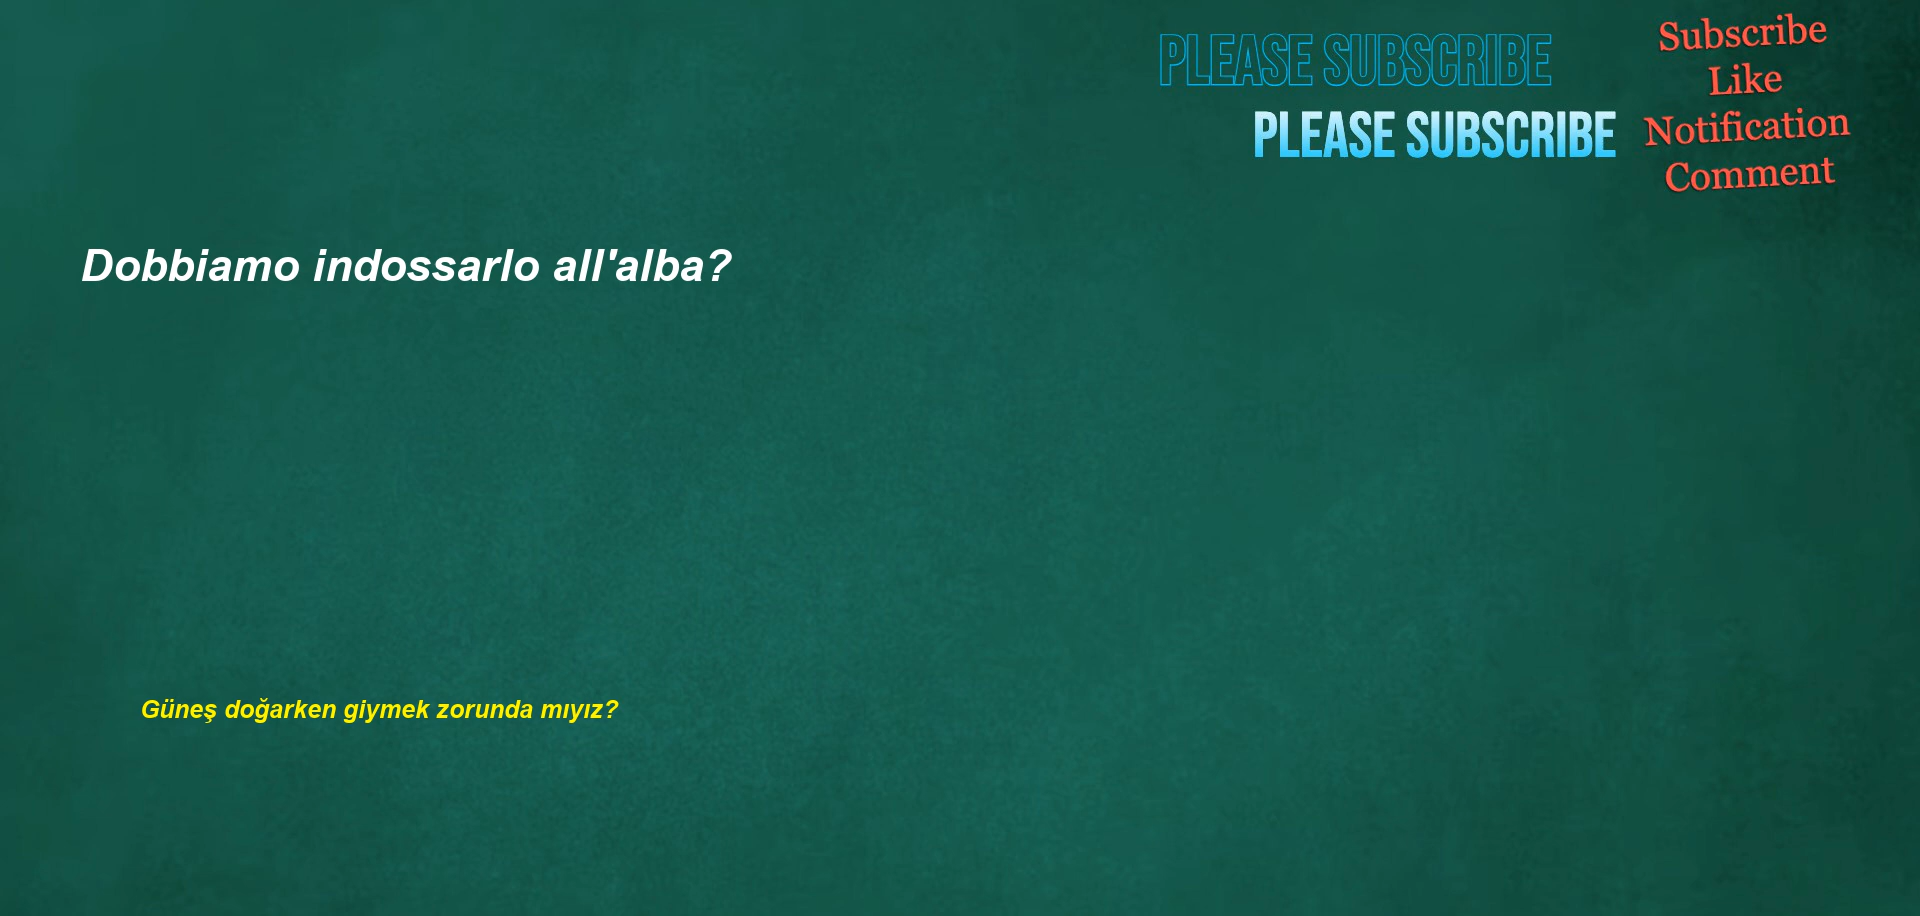 PLEASE SUBSCRIBE
PLEASE SUBSCRIBE
Subscribe
Like
Notification
Comment
Dobbiamo indossarlo all'alba?
Güneş doğarken giymek zorunda mıyız?